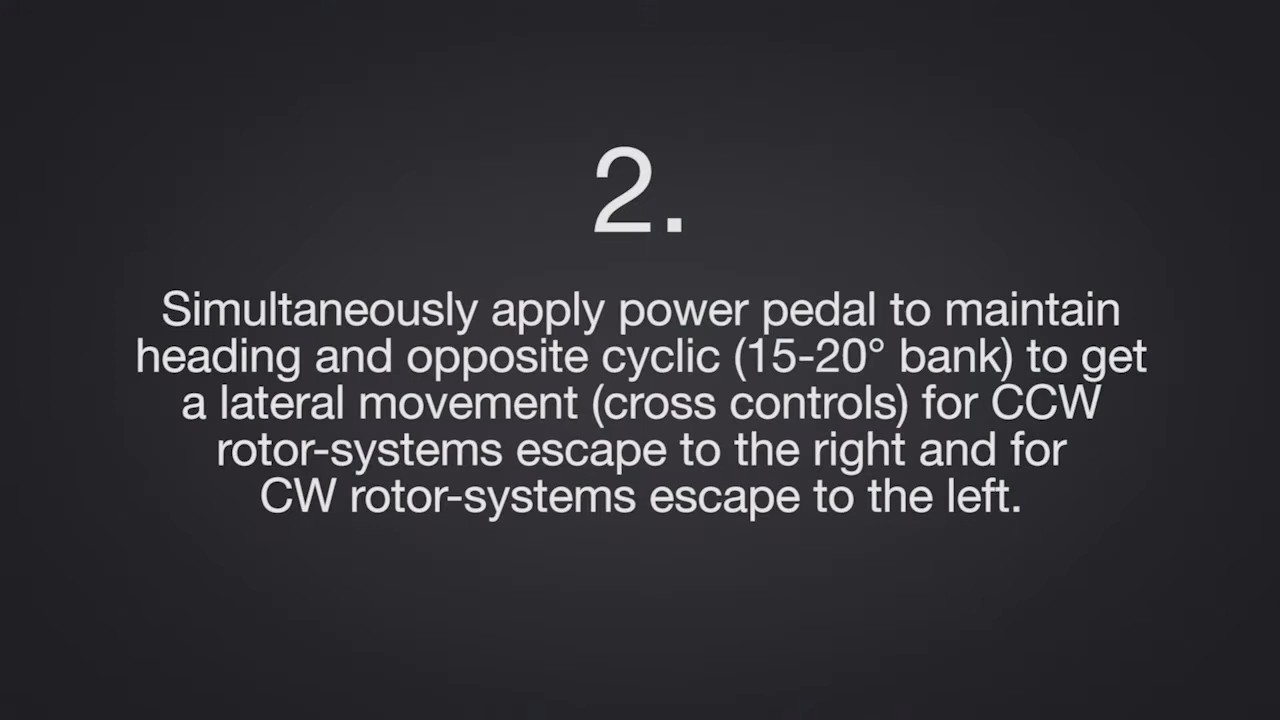 2.
Simultaneously apply power pedal to maintain
heading and opposite cyclic (15-20° bank) to get
a lateral movement (cross controls) for CCW
rotor-systems escape to the right and for
CW rotor-systems escape to the left.